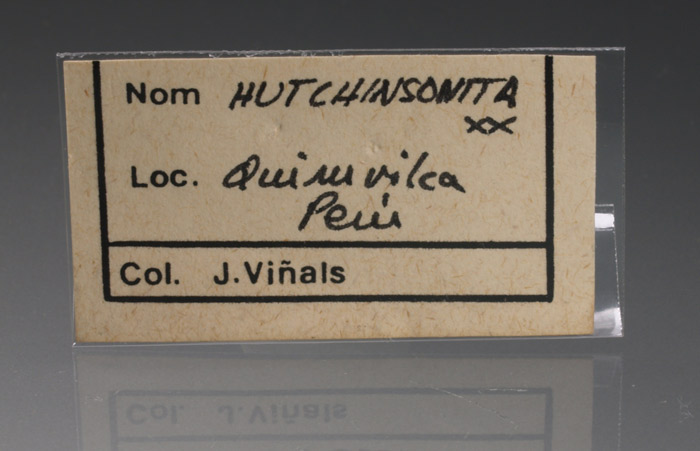 Nom HUTCHINSONITA
xx
Loc. Quiruvilca
Perú
Col. J.Viñals